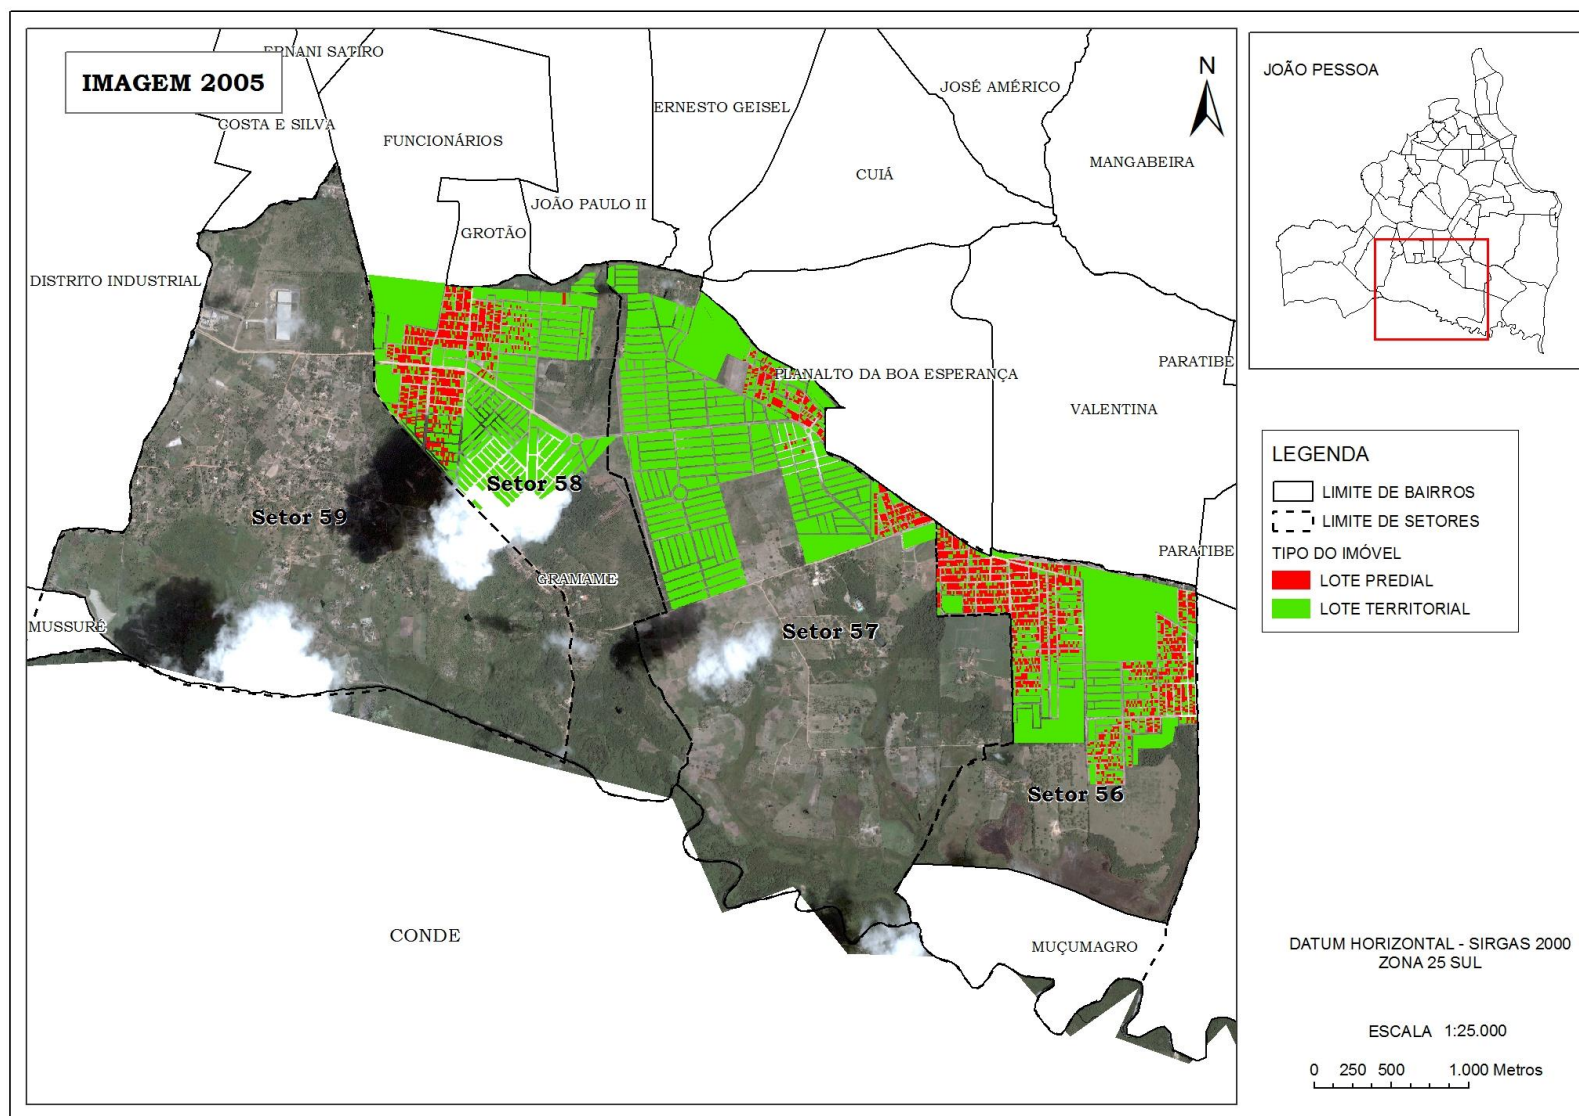 IMAGEM 2005
ERNANI SATIRO
COSTA E SILVA
FUNCIONÁRIOS
ERNESTO GEISEL
JOSÉ AMÉRICO
N
MANGABEIRA
CUIÁ
JOÃO PAULO II
GROTÃO
DISTRITO INDUSTRIAL
PARATIBE
PLANALTO DA BOA ESPERANÇA
VALENTINA
Setor 58
Setor 59
PARATIBE
GRAMAME
MUSSURÉ
Setor 57
Setor 56
CONDE
MUÇUMAGRO
JOÃO PESSOA
LEGENDA
LIMITE DE BAIRROS
LIMITE DE SETORES
TIPO DO IMÓVEL
LOTE PREDIAL
LOTE TERRITORIAL
DATUM HORIZONTAL - SIRGAS 2000
ZONA 25 SUL
ESCALA 1:25.000
0 250 500 1.000 Metros